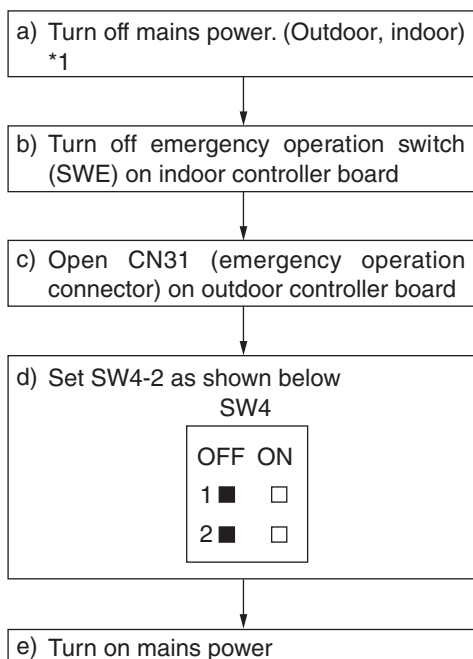 a) Turn off mains power. (Outdoor, indoor)
*1
b) Turn off emergency operation switch
(SWE) on indoor controller board
c) Open CN31 (emergency operation
connector) on outdoor controller board
d) Set SW4-2 as shown below
SW4
OFF ON
1 ■ □
2 ■ □
e) Turn on mains power